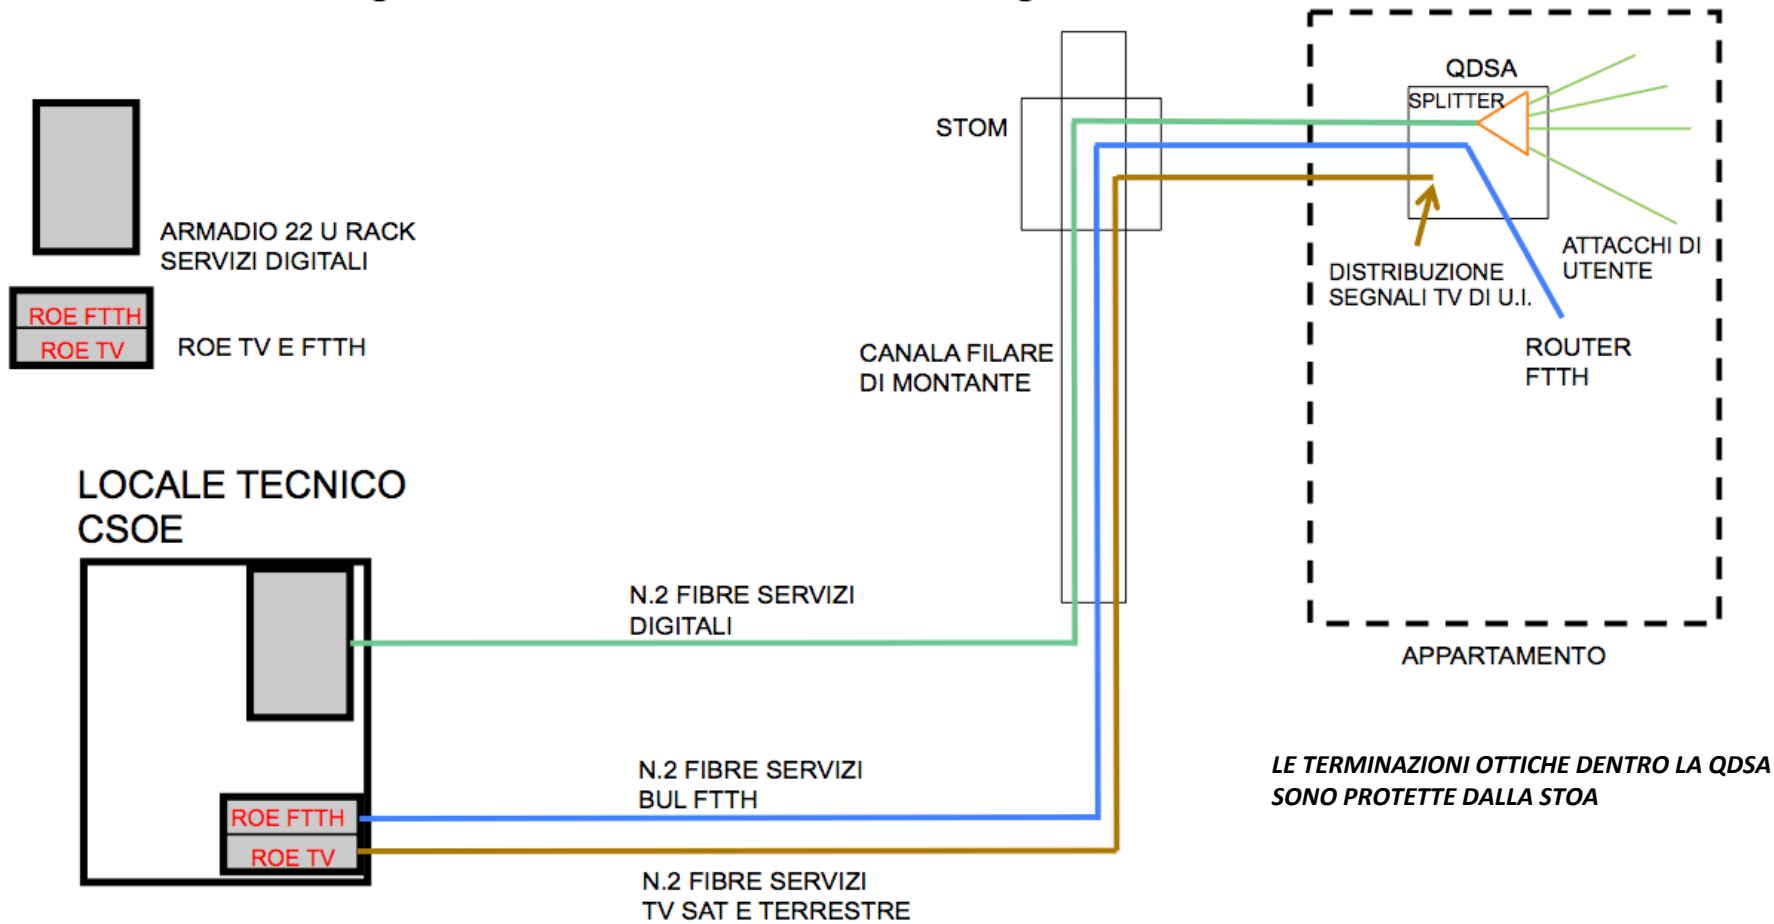 QDSA
SPLITTER
STOM
ARMADIO 22 U RACK
SERVIZI DIGITALI
ATTACCHI DI
UTENTE
DISTRIBUZIONE
SEGNALI TV DI U.I.
ROE FTTH
ROE TV
ROE TV E FTTH
CANALA FILARE
DI MONTANTE
ROUTER
FTTH
LOCALE TECNICO
CSOE
N.2 FIBRE SERVIZI
DIGITALI
APPARTAMENTO
N.2 FIBRE SERVIZI
BUL FTTH
LE TERMINAZIONI OTTICHE DENTRO LA QDSA
SONO PROTETTE DALLA STOA
ROE FTTH
ROE TV
N.2 FIBRE SERVIZI
TV SAT E TERRESTRE